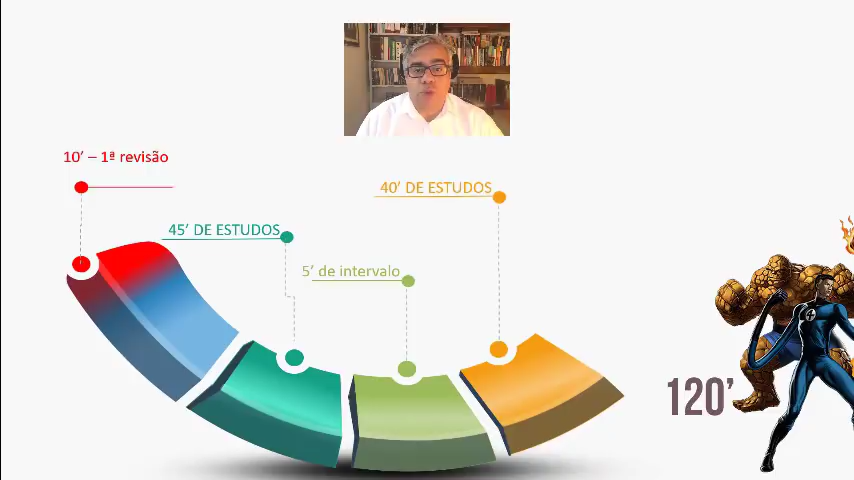 10’ – 1ª revisão
45’ DE ESTUDOS
5’ de intervalo
40’ DE ESTUDOS
120’